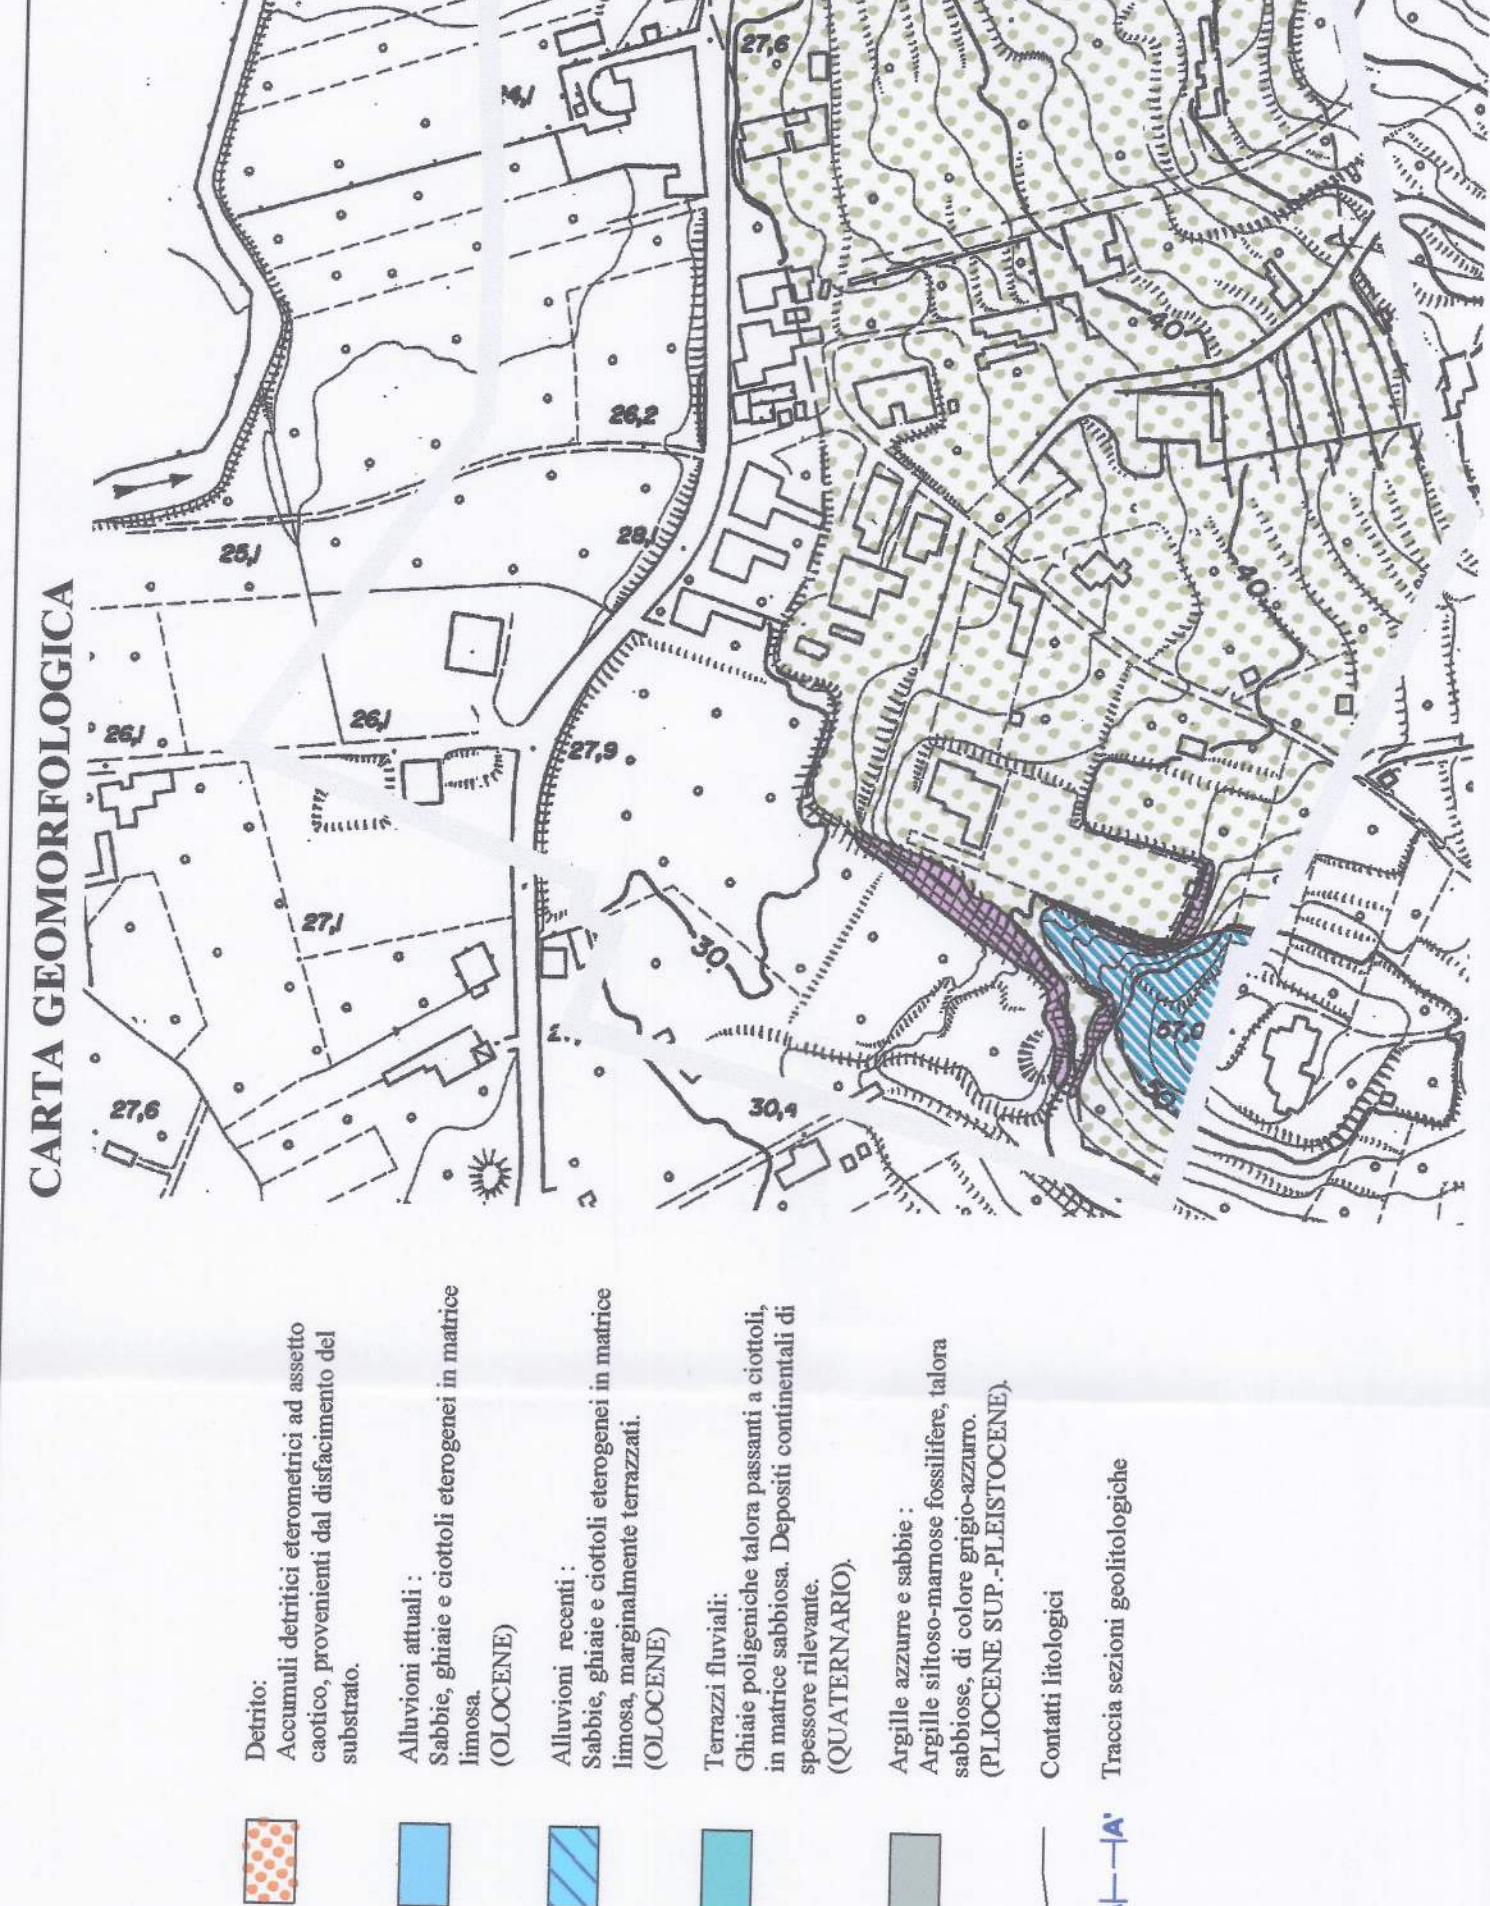 CARTA GEOMORFOLOGICA
27,6
26,1
25,1
27,1
26,1
26,2
28,1
27,9
27,6
30
30,4
40
40
Detrito:
Accumuli detritici eterometrici ad assetto
caotico, provenienti dal disfacimento del
substrato.
Alluvioni attuali :
Sabbie, ghiaie e ciottoli eterogenei in matrice
limosa.
(OLOCENE)
Alluvioni recenti :
Sabbie, ghiaie e ciottoli eterogenei in matrice
limosa, marginalmente terrazzati.
(OLOCENE)
Terrazzi fluviali:
Ghiaie poligeniche talora passanti a ciottoli,
in matrice sabbiosa. Depositi continentali di
spessore rilevante.
(QUATERNARIO).
Argille azzurre e sabbie :
Argille siltoso-marnose fossilifere, talora
sabbiose, di colore grigio-azzurro.
(PLIOCENE SUP.-PLEISTOCENE).
Contatti litologici
A'
Traccia sezioni geolitologiche